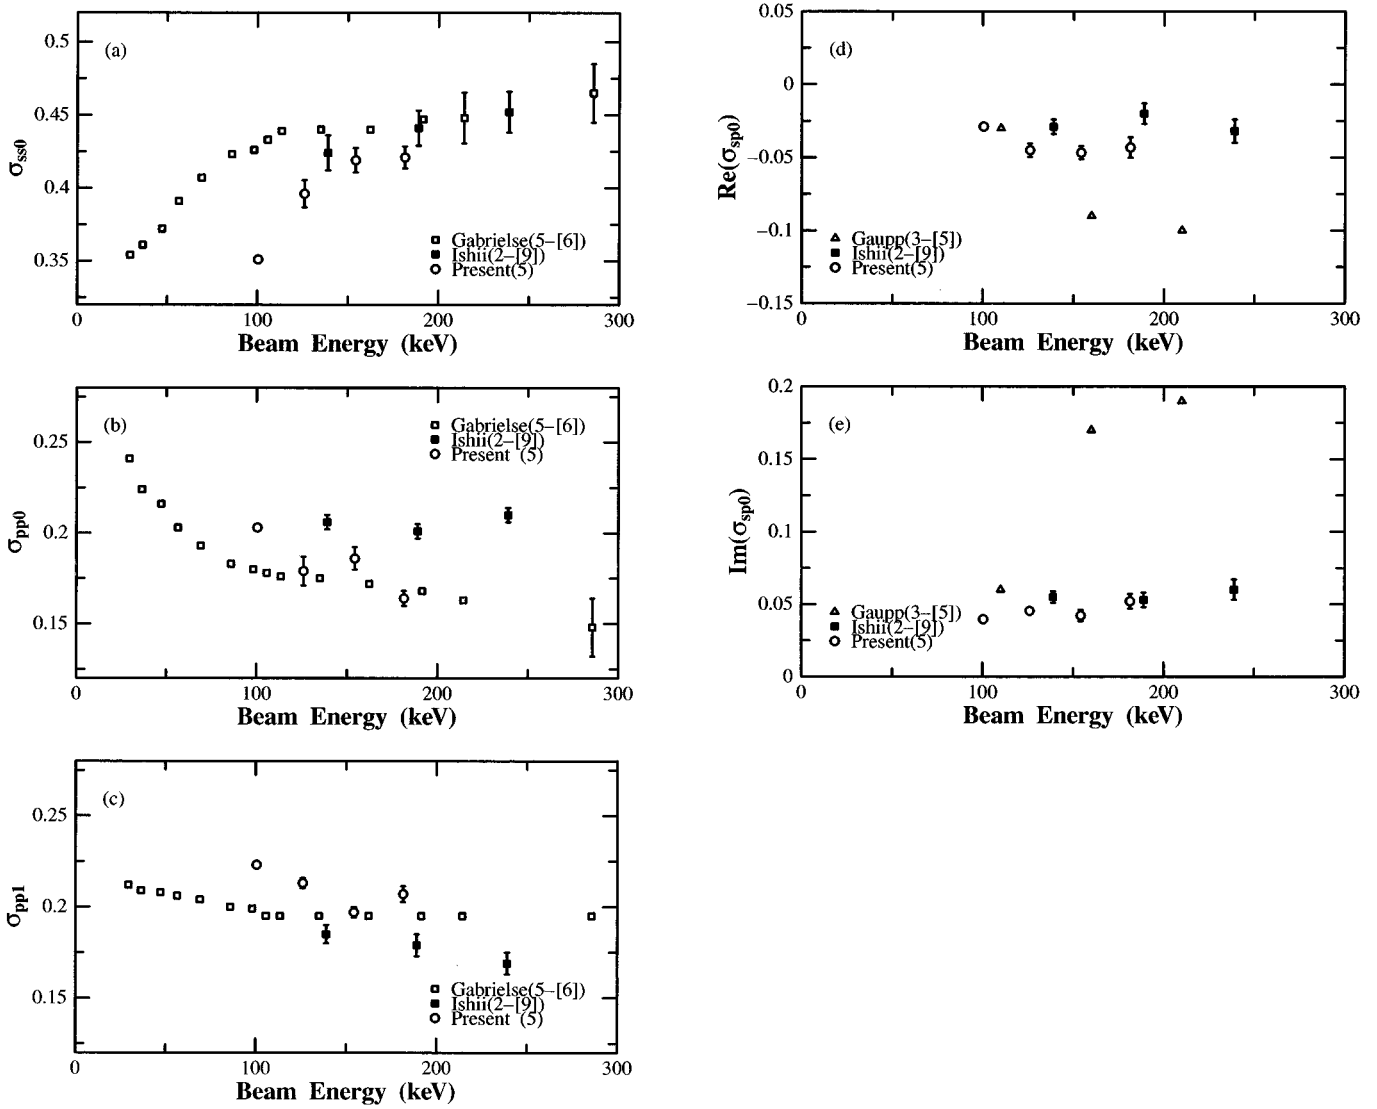 (a)
0.5
0.45
0.4
0.35
σss0
Gabrielse(5–[6])
Ishii(2–[9])
Present(5)
0
100
200
300
Beam Energy (keV)
(b)
0.25
0.2
0.15
σpp0
Gabrielse(5–[6])
Ishii(2–[9])
Present (5)
0
100
200
300
Beam Energy (keV)
(c)
0.25
0.2
0.15
σpp1
Gabrielse(5–[6])
Ishii(2–[9])
Present (5)
0
100
200
300
Beam Energy (keV)
(d)
0.05
0
−0.05
−0.1
−0.15
Re(σsp0)
Gaupp(3–[5])
Ishii(2–[9])
Present(5)
0
100
200
300
Beam Energy (keV)
(e)
0.2
0.15
0.1
0.05
0
Im(σsp0)
Gaupp(3–[5])
Ishii(2–[9])
Present(5)
0
100
200
300
Beam Energy (keV)